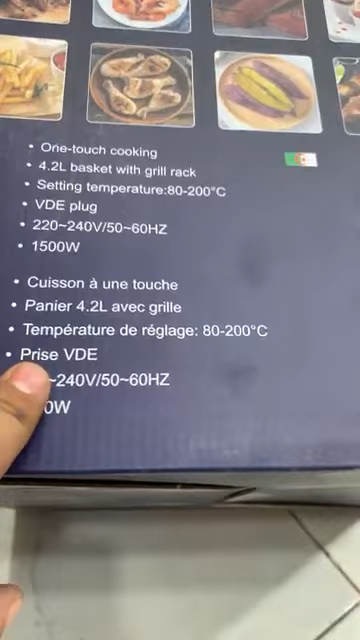 • One-touch cooking
• 4.2L basket with grill rack
• Setting temperature:80-200°C
• VDE plug
• 220~240V/50~60HZ
• 1500W
• Cuisson à une touche
• Panier 4.2L avec grille
• Température de réglage: 80-200°C
• Prise VDE
~240V/50~60HZ
0W